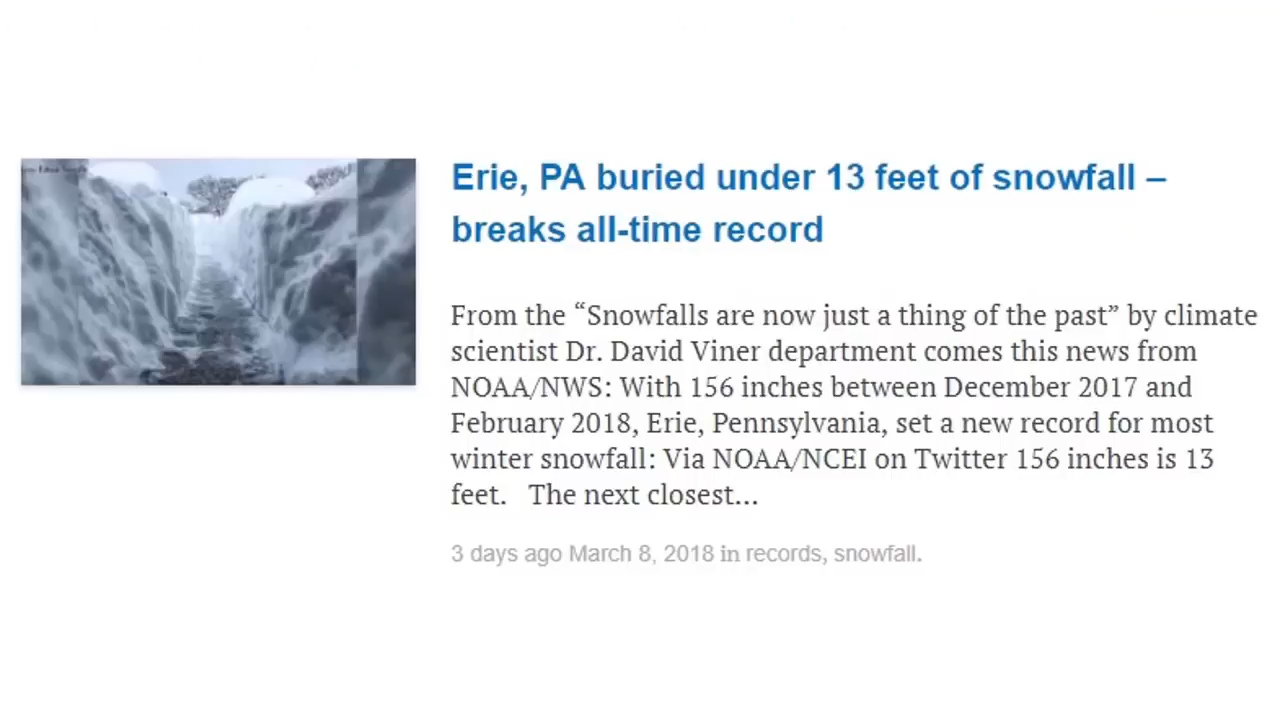 Erie, PA buried under 13 feet of snowfall –
breaks all-time record
From the “Snowfalls are now just a thing of the past” by climate
scientist Dr. David Viner department comes this news from
NOAA/NWS: With 156 inches between December 2017 and
February 2018, Erie, Pennsylvania, set a new record for most
winter snowfall: Via NOAA/NCEI on Twitter 156 inches is 13
feet.   The next closest...
3 days ago March 8, 2018 in records, snowfall.